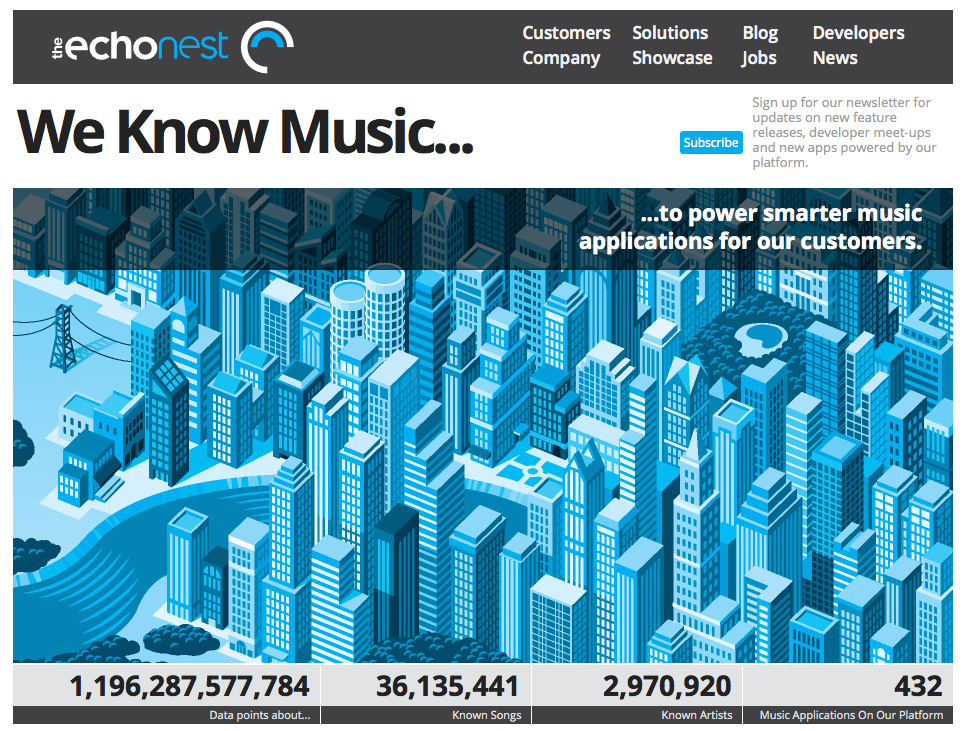 the echonest
Customers Solutions Blog Developers
Company Showcase Jobs News
We Know Music...
Subscribe
Sign up for our newsletter for
updates on new feature
releases, developer meet-ups
and new apps powered by our
platform.
...to power smarter music
applications for our customers.
1,196,287,577,784 36,135,441 2,970,920 432
Data points about... Known Songs Known Artists Music Applications On Our Platform